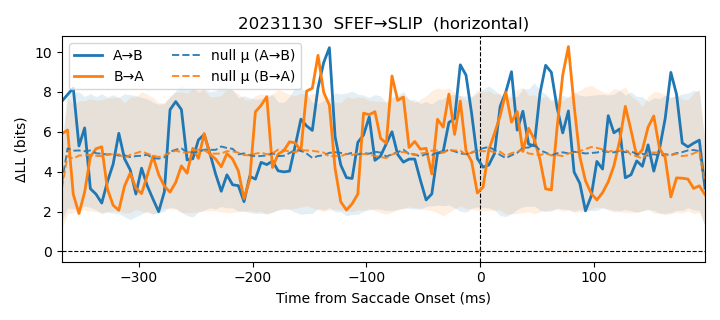 20231130  SFEF→SLIP  (horizontal)
A→B
B→A
null μ (A→B)
null μ (B→A)
ΔLL (bits)
10
8
6
4
2
0
−300
−200
−100
0
100
Time from Saccade Onset (ms)